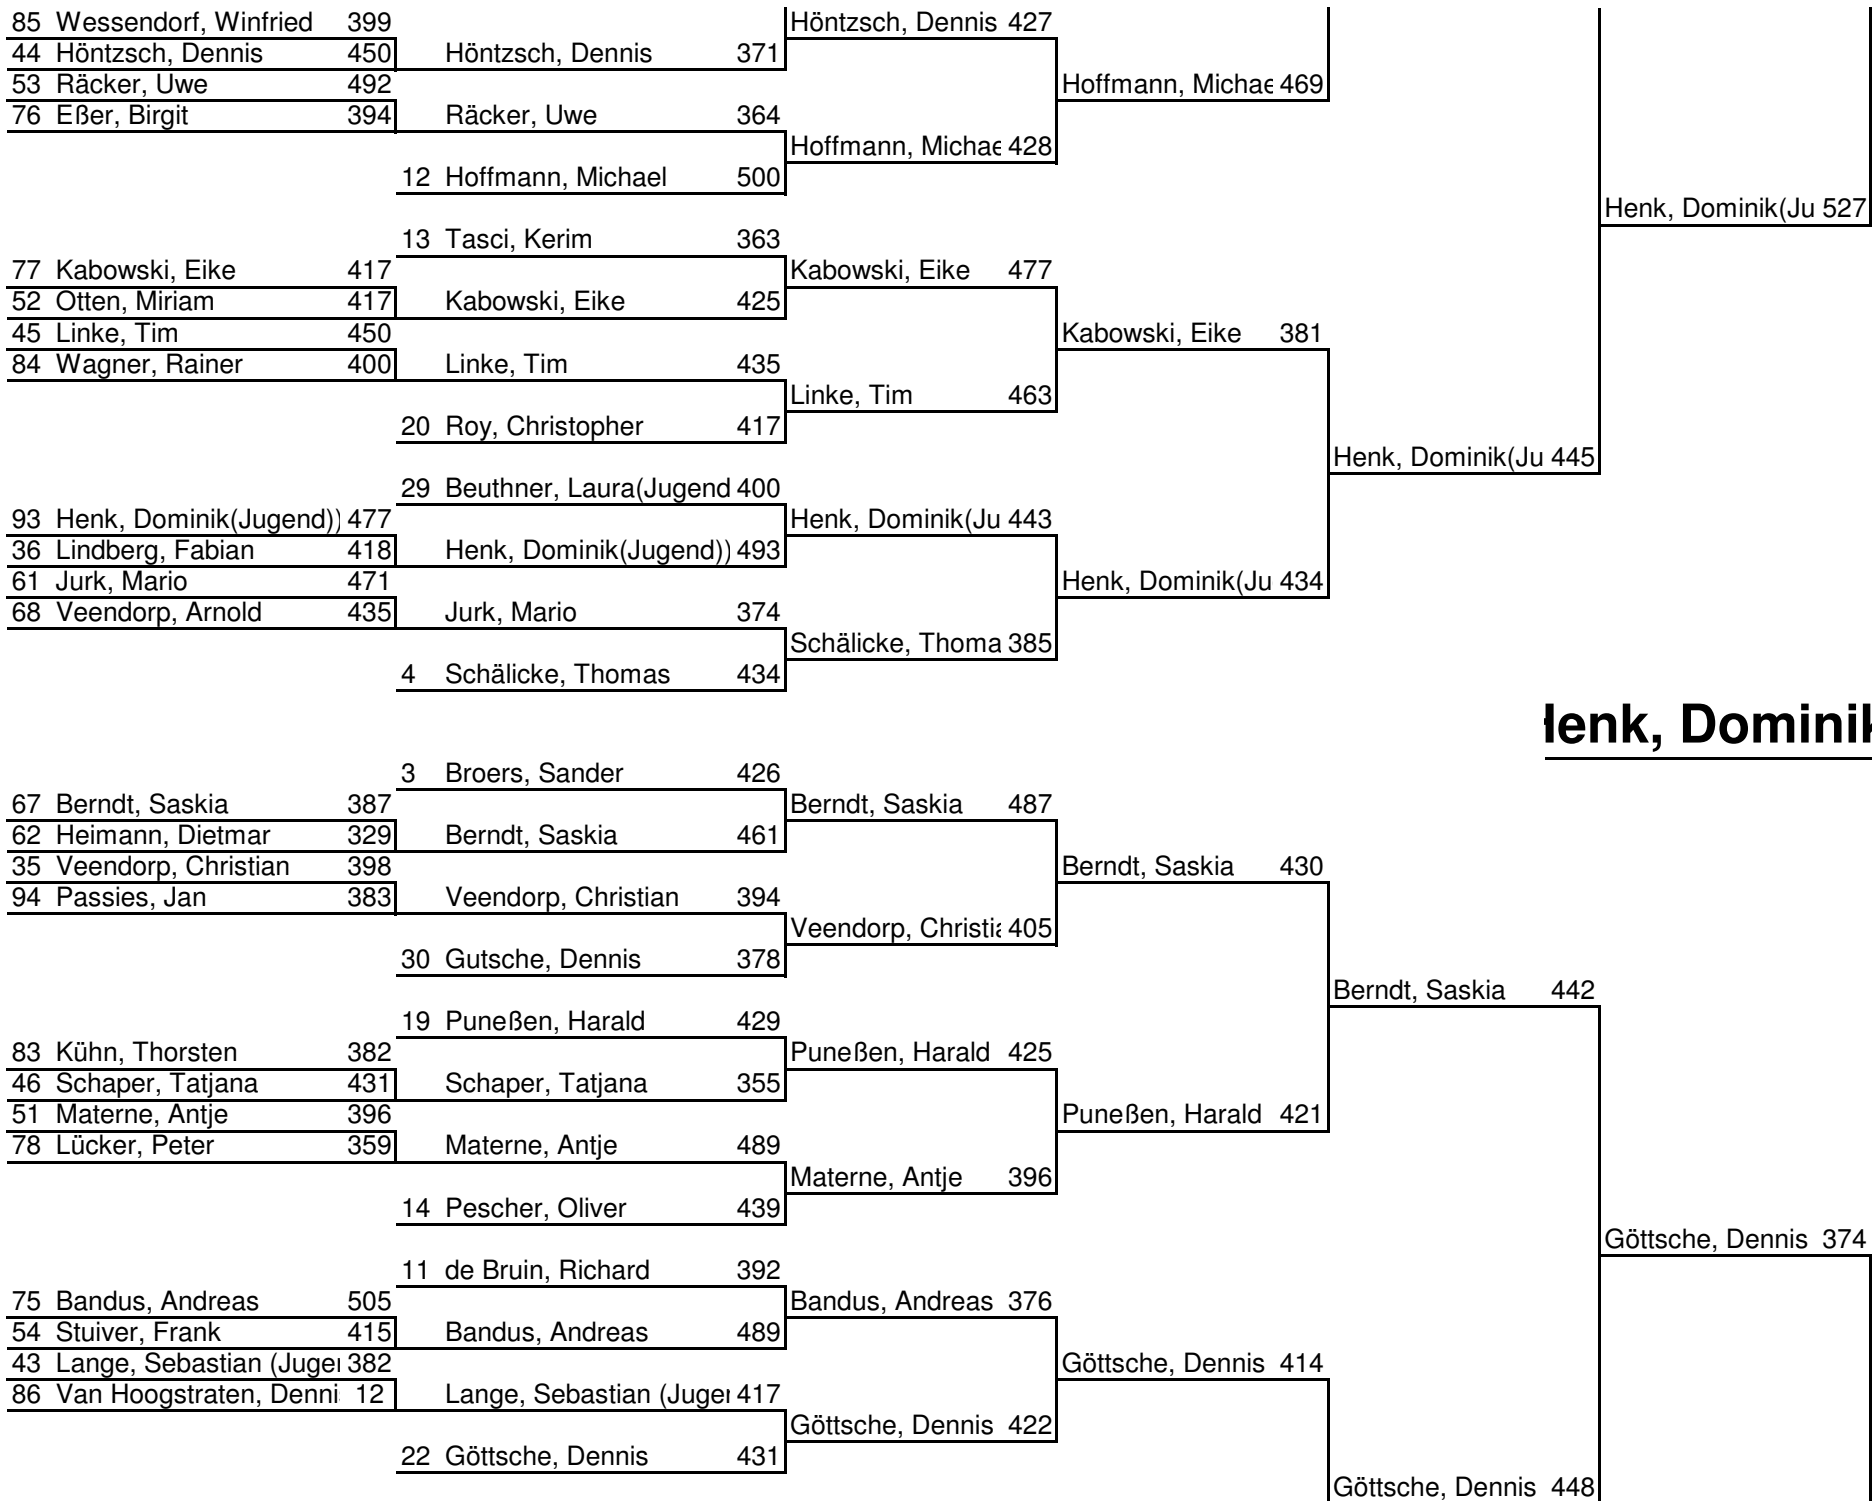 85 Wessendorf, Winfried 399 Höntzsch, Dennis 427
44 Höntzsch, Dennis 450 Höntzsch, Dennis 371
53 Räcker, Uwe 492 Hoffmann, Michae 469
76 Eßer, Birgit 394 Räcker, Uwe 364
Hoffmann, Michae 428
12 Hoffmann, Michael 500
Henk, Dominik(Ju 527
13 Tasci, Kerim 363
77 Kabowski, Eike 417 Kabowski, Eike 477
52 Otten, Miriam 417 Kabowski, Eike 425
45 Linke, Tim 450 Kabowski, Eike 381
84 Wagner, Rainer 400 Linke, Tim 435
Linke, Tim 463
20 Roy, Christopher 417
Henk, Dominik(Ju 445
29 Beuthner, Laura(Jugend 400
93 Henk, Dominik(Jugend)) 477 Henk, Dominik(Ju 443
36 Lindberg, Fabian 418 Henk, Dominik(Jugend)) 493
61 Jurk, Mario 471 Henk, Dominik(Ju 434
68 Veendorp, Arnold 435 Jurk, Mario 374
Schälicke, Thoma 385
4 Schälicke, Thomas 434
Henk, Dominik
3 Broers, Sander 426
67 Berndt, Saskia 387 Berndt, Saskia 487
62 Heimann, Dietmar 329 Berndt, Saskia 461
35 Veendorp, Christian 398 Berndt, Saskia 430
94 Passies, Jan 383 Veendorp, Christian 394
Veendorp, Christia 405
30 Gutsche, Dennis 378
Berndt, Saskia 442
19 Puneßen, Harald 429
83 Kühn, Thorsten 382 Puneßen, Harald 425
46 Schaper, Tatjana 431 Schaper, Tatjana 355
51 Materne, Antje 396 Puneßen, Harald 421
78 Lücker, Peter 359 Materne, Antje 489
Materne, Antje 396
14 Pescher, Oliver 439
Göttsche, Dennis 374
11 de Bruin, Richard 392
75 Bandus, Andreas 505 Bandus, Andreas 376
54 Stuiver, Frank 415 Bandus, Andreas 489
43 Lange, Sebastian (Juger 382 Göttsche, Dennis 414
86 Van Hoogstraten, Denni 12 Lange, Sebastian (Juger 417
Göttsche, Dennis 422
22 Göttsche, Dennis 431
Göttsche, Dennis 448